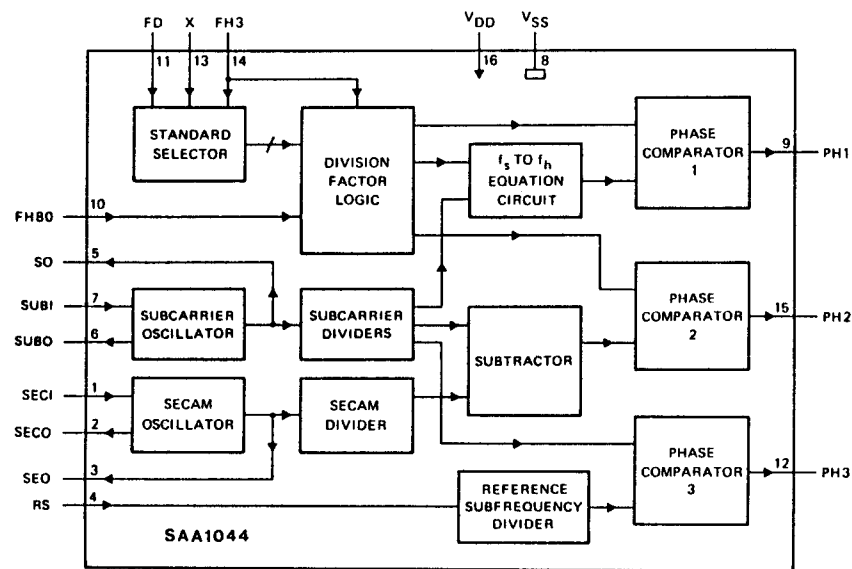 FD X FH3 VDD VSS
11 13 14 16 8
STANDARD
SELECTOR
DIVISION
FACTOR
LOGIC
fs TO fh
EQUATION
CIRCUIT
PHASE
COMPARATOR
1
9 PH1
FH80 10
SO 5
SUBI 7
SUBO 6
SUBCARRIER
OSCILLATOR
SUBCARRIER
DIVIDERS
SUBTRACTOR
PHASE
COMPARATOR
2
15 PH2
SECI 1
SECO 2
SECAM
OSCILLATOR
SECAM
DIVIDER
SEO 3
RS 4
REFERENCE
SUBFREQUENCY
DIVIDER
PHASE
COMPARATOR
3
12 PH3
SAA1044